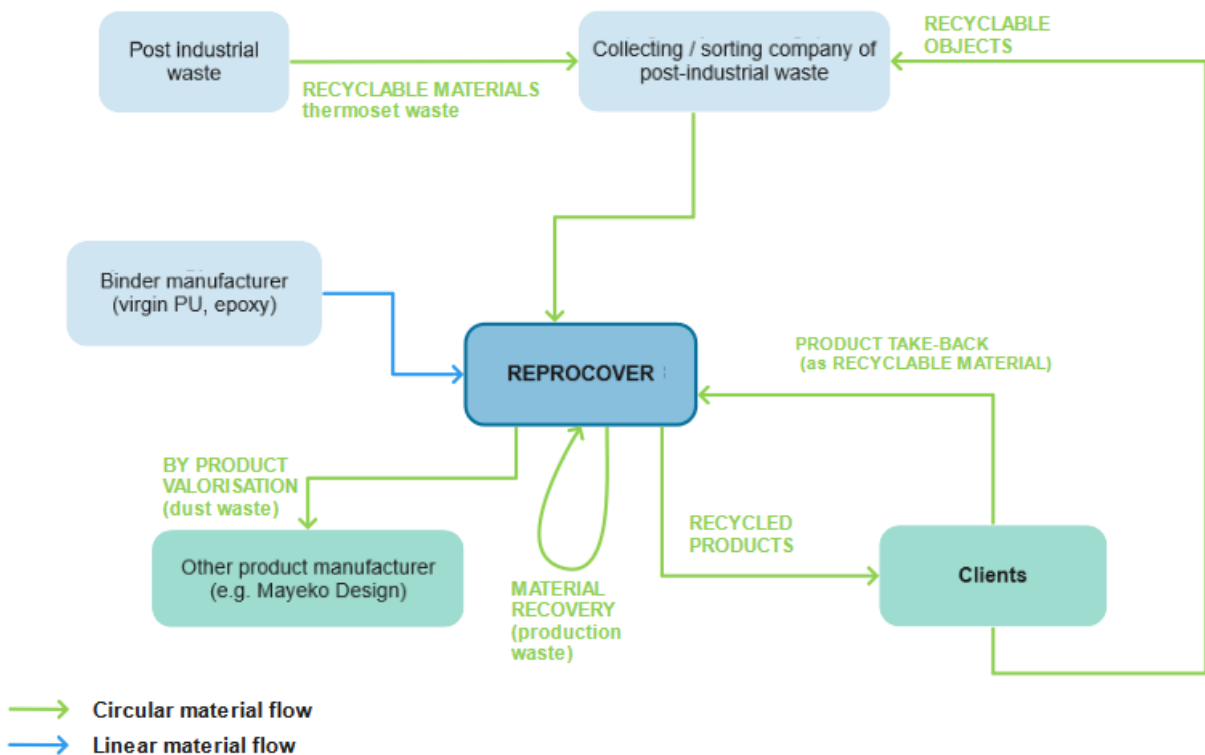 Post industrial
waste
RECYCLABLE MATERIALS
thermoset waste
Collecting / sorting company of
post-industrial waste
RECYCLABLE
OBJECTS
Binder manufacturer
(virgin PU, epoxy)
REPROCOVER
PRODUCT TAKE-BACK
(as RECYCLABLE MATERIAL)
BY PRODUCT
VALORISATION
(dust waste)
Other product manufacturer
(e.g. Mayeko Design)
MATERIAL
RECOVERY
(production
waste)
RECYCLED
PRODUCTS
Clients
Circular material flow
Linear material flow